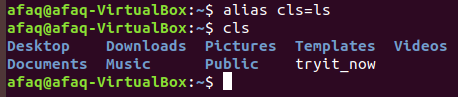 afaq@afaq-VirtualBox:~$ alias cls=ls
afaq@afaq-VirtualBox:~$ cls
Desktop Downloads Pictures Templates Videos
Documents Music Public tryit_now
afaq@afaq-VirtualBox:~$